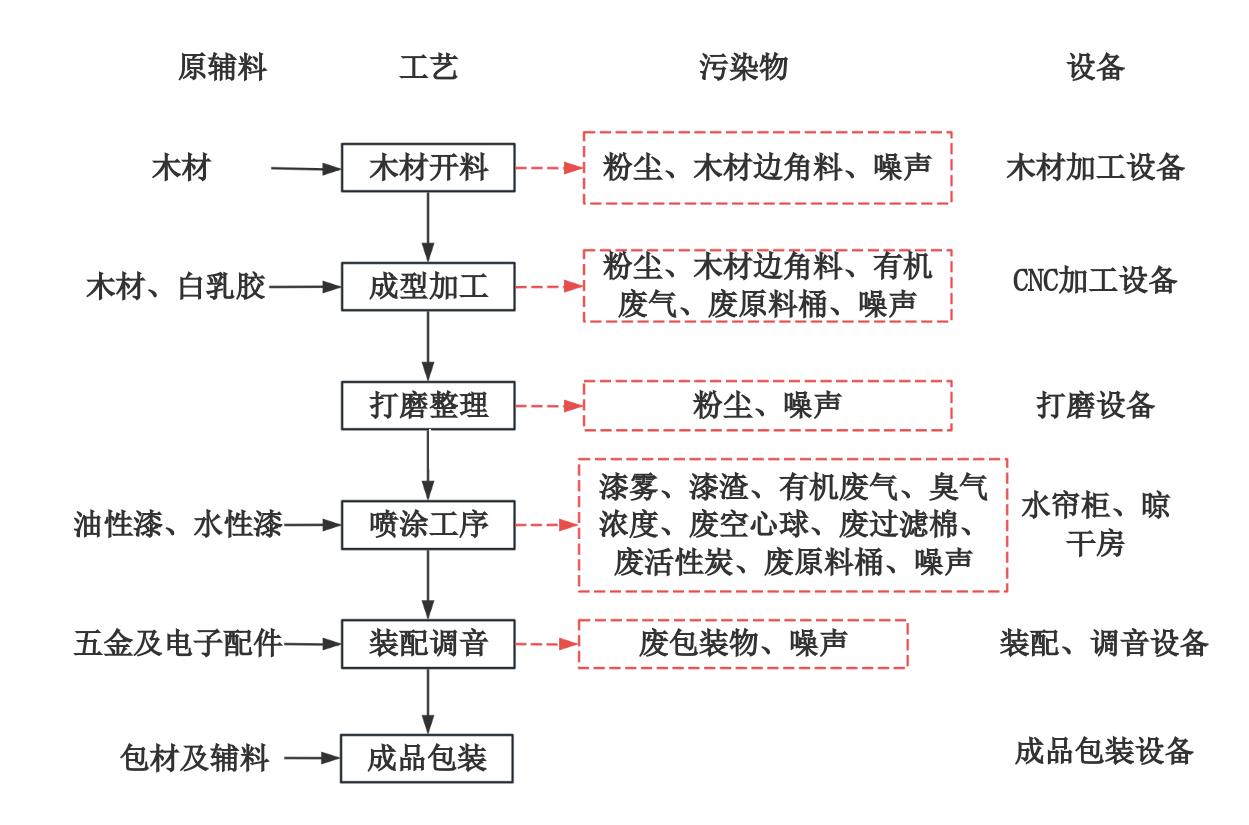 原辅料 工艺 污染物 设备
木材 木材开料 粉尘、木材边角料、噪声 木材加工设备
木材、白乳胶 成型加工 粉尘、木材边角料、有机 CNC加工设备
废气、废原料桶、噪声
打磨整理 粉尘、噪声 打磨设备
油性漆、水性漆 喷涂工序 漆雾、漆渣、有机废气、臭气 水帘柜、晾
浓度、废空心球、废过滤棉、 干房
废活性炭、废原料桶、噪声
五金及电子配件 装配调音 废包装物、噪声 装配、调音设备
包材及辅料 成品包装 成品包装设备